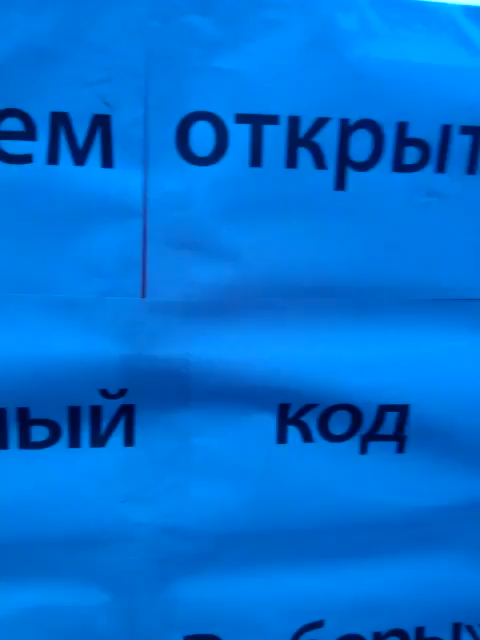 ем открыт
ный код